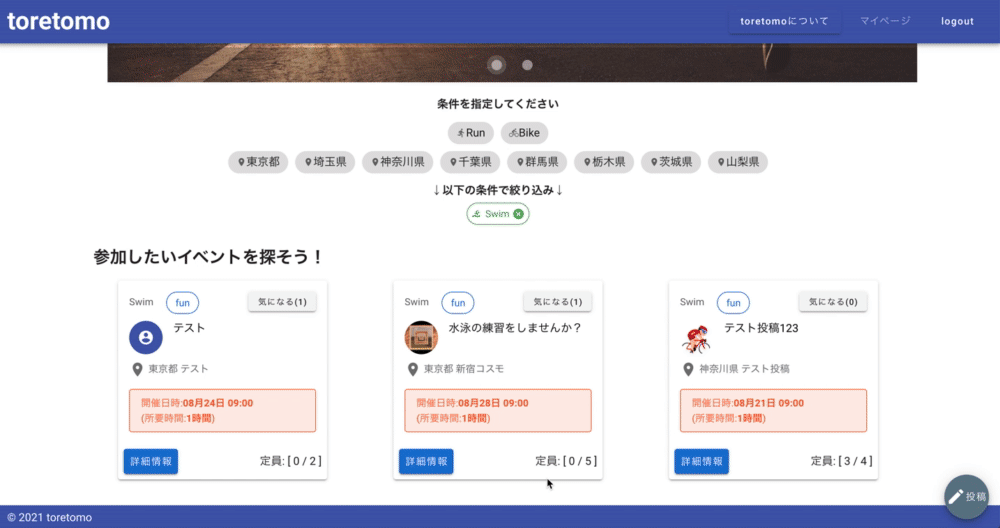 toretomo
toretomoについて マイページ logout
条件を指定してください
Run Bike
東京都 埼玉県 神奈川県 千葉県 群馬県 栃木県 茨城県 山梨県
↓以下の条件で絞り込み↓
Swim
参加したいイベントを探そう！
Swim fun 気になる(1)
テスト
東京都 テスト
開催日時:08月24日 09:00
(所要時間:1時間)
詳細情報 定員: [ 0 / 2 ]
Swim fun 気になる(1)
水泳の練習をしませんか？
東京都 新宿コスモ
開催日時:08月28日 09:00
(所要時間:1時間)
詳細情報 定員: [ 0 / 5 ]
Swim fun 気になる(0)
テスト投稿123
神奈川県 テスト投稿
開催日時:08月21日 09:00
(所要時間:1時間)
詳細情報 定員: [ 3 / 4 ]
投稿
© 2021 toretomo